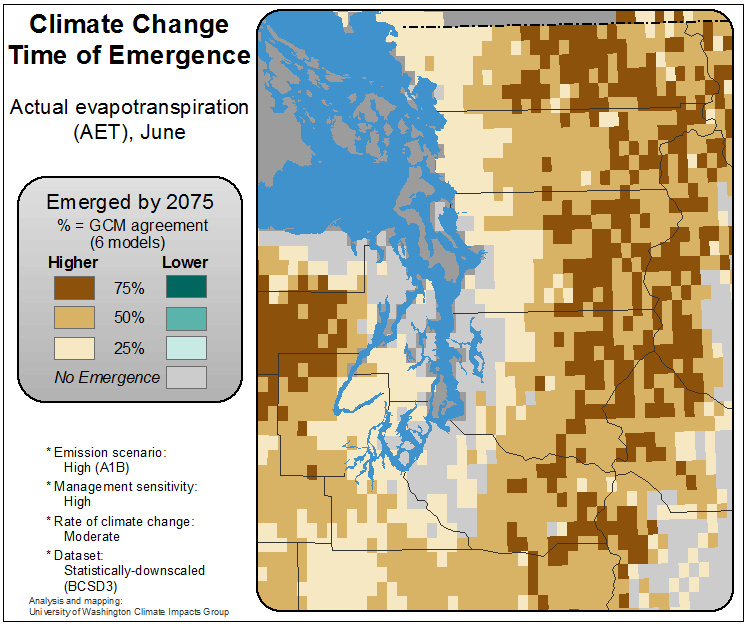 Climate Change
Time of Emergence
Actual evapotranspiration
(AET), June
Emerged by 2075
% = GCM agreement
(6 models)
Higher Lower
75%
50%
25%
No Emergence
* Emission scenario:
High (A1B)
* Management sensitivity:
High
* Rate of climate change:
Moderate
* Dataset:
Statistically-downscaled
(BCSD3)
Analysis and mapping:
University of Washington Climate Impacts Group